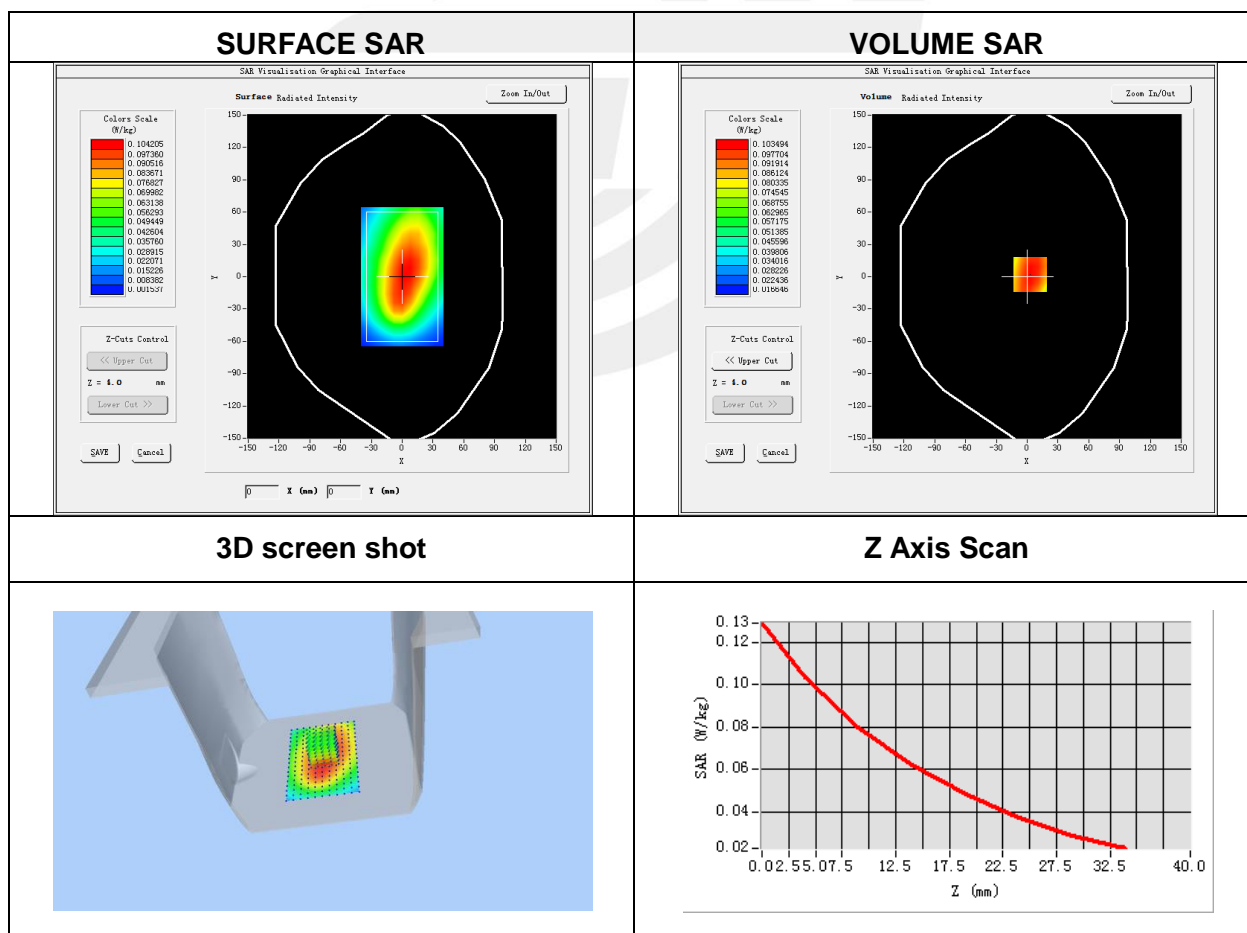 SURFACE SAR
VOLUME SAR
SAR Visualisation Graphical Interface
Surface Radiated Intensity
Zoom In/Out
Colors Scale
(W/kg)
0.104205
0.097360
0.090516
0.083671
0.076827
0.069982
0.063138
0.056293
0.049449
0.042604
0.035760
0.028915
0.022071
0.015226
0.008382
0.001537
Z-Cuts Control
<< Upper Cut
Z = 4.0 mm
Lower Cut >>
SAVE Cancel
150
120
90
60
30
0
-30
-60
-90
-120
-150
Y
-150 -120 -90 -60 -30 0 30 60 90 120 150
X
0 X (mm) 0 Y (mm)
SAR Visualisation Graphical Interface
Volume Radiated Intensity
Zoom In/Out
Colors Scale
(W/kg)
0.103494
0.097704
0.091914
0.086124
0.080335
0.074545
0.068755
0.062965
0.057175
0.051385
0.045596
0.039806
0.034016
0.028226
0.022436
0.016646
Z-Cuts Control
<< Upper Cut
Z = 4.0 mm
Lower Cut >>
SAVE Cancel
150
120
90
60
30
0
-30
-60
-90
-120
-150
Y
-150 -120 -90 -60 -30 0 30 60 90 120 150
X
3D screen shot
Z Axis Scan
0.13
0.12
0.10
0.08
0.06
0.04
0.02
SAR (W/kg)
0.0 2.5 5.0 7.5 12.5 17.5 22.5 27.5 32.5 40.0
Z (mm)